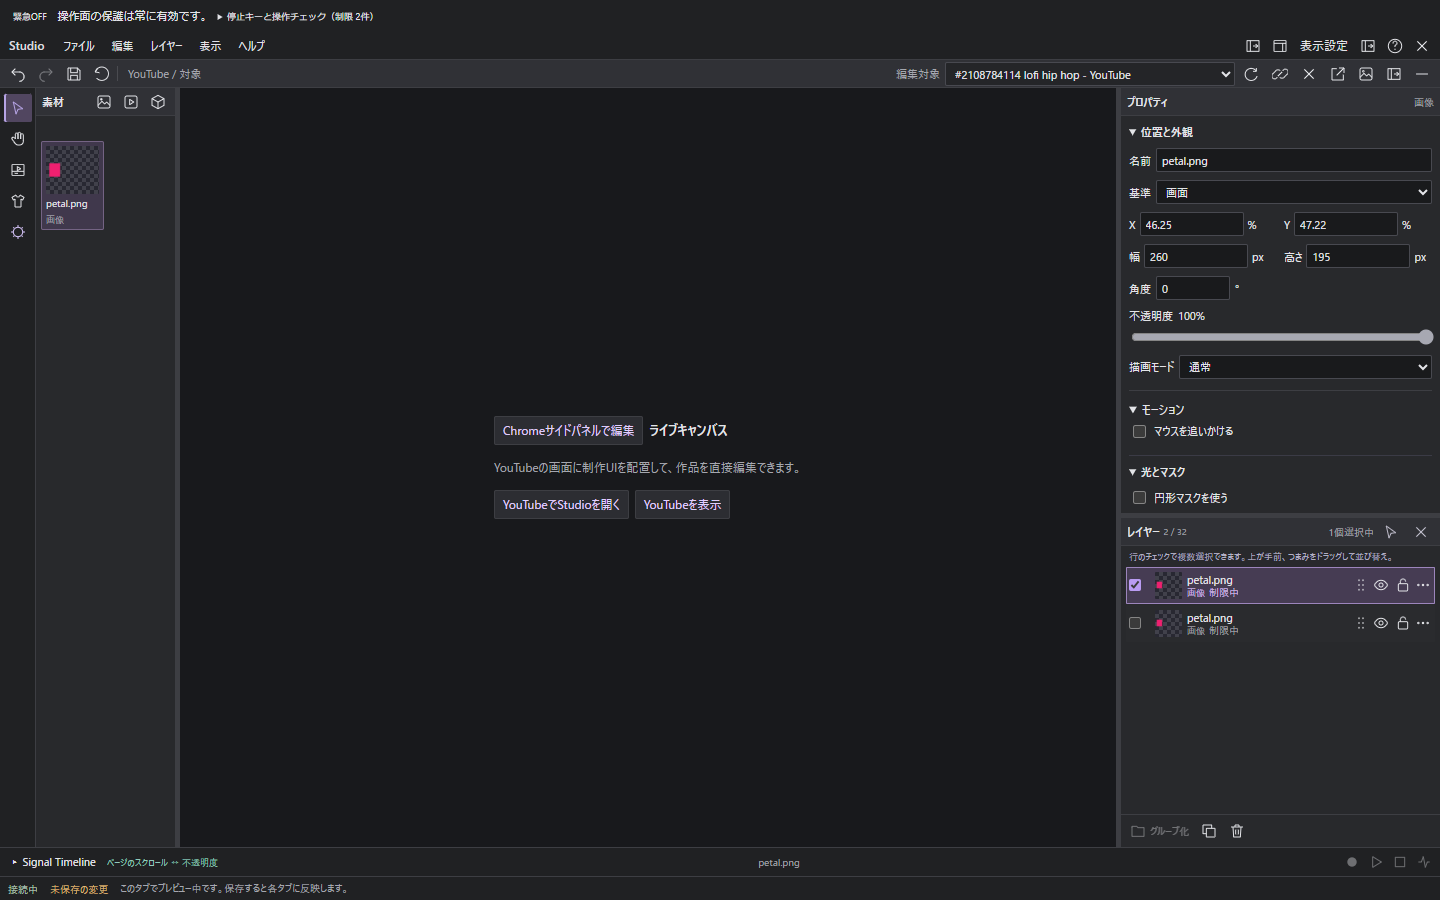 緊急OFF 操作面の保護は常に有効です。 ▶ 停止キーと操作チェック（制限 2件）
Studio ファイル 編集 レイヤー 表示 ヘルプ 表示設定
YouTube / 対象 編集対象 #2108784114 lofi hip hop - YouTube
素材
petal.png
画像
Chromeサイドパネルで編集 ライブキャンバス
YouTubeの画面に制作UIを配置して、作品を直接編集できます。
YouTubeでStudioを開く YouTubeを表示
プロパティ 画像
▼ 位置と外観
名前 petal.png
基準 画面
X 46.25 % Y 47.22 %
幅 260 px 高さ 195 px
角度 0 °
不透明度 100%
描画モード 通常
▼ モーション
マウスを追いかける
▼ 光とマスク
円形マスクを使う
レイヤー 2 / 32 1個選択中
行のチェックで複数選択できます。上が手前、つまみをドラッグして並び替え。
petal.png
画像 制限中
petal.png
画像 制限中
グループ化
▸ Signal Timeline ページのスクロール ↔ 不透明度 petal.png
接続中 未保存の変更 このタブでプレビュー中です。保存すると各タブに反映します。